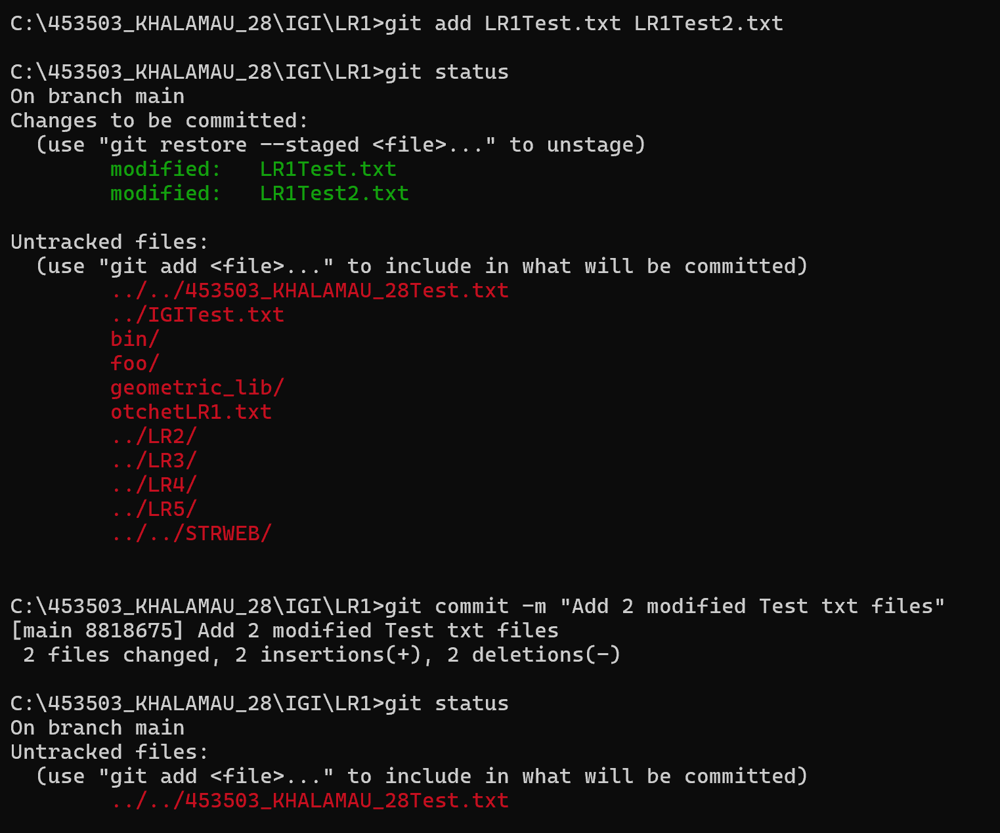 C:\453503_KHALAMAU_28\IGI\LR1>git add LR1Test.txt LR1Test2.txt
C:\453503_KHALAMAU_28\IGI\LR1>git status
On branch main
Changes to be committed:
  (use "git restore --staged <file>..." to unstage)
        modified:   LR1Test.txt
        modified:   LR1Test2.txt
Untracked files:
  (use "git add <file>..." to include in what will be committed)
        ../../453503_KHALAMAU_28Test.txt
        ../IGITest.txt
        bin/
        foo/
        geometric_lib/
        otchetLR1.txt
        ../LR2/
        ../LR3/
        ../LR4/
        ../LR5/
        ../../STRWEB/
C:\453503_KHALAMAU_28\IGI\LR1>git commit -m "Add 2 modified Test txt files"
[main 8818675] Add 2 modified Test txt files
 2 files changed, 2 insertions(+), 2 deletions(-)
C:\453503_KHALAMAU_28\IGI\LR1>git status
On branch main
Untracked files:
  (use "git add <file>..." to include in what will be committed)
        ../../453503_KHALAMAU_28Test.txt